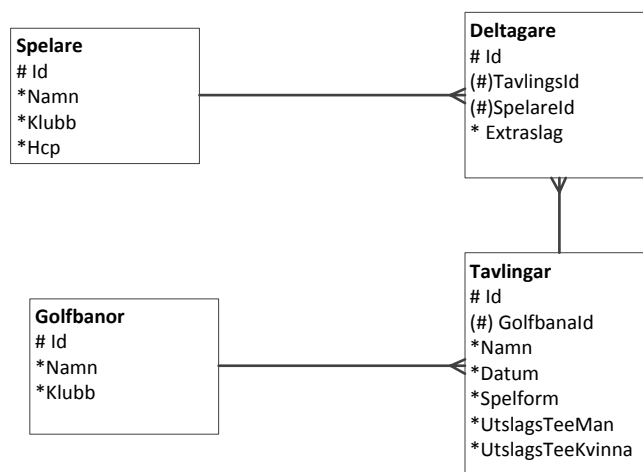 Spelare
# Id
*Namn
*Klubb
*Hcp
Deltagare
# Id
(#)TavlingsId
(#)SpelareId
* Extraslag
Golfbanor
# Id
*Namn
*Klubb
Tavlingar
# Id
(#) GolfbanaId
*Namn
*Datum
*Spelform
*UtslagsTeeMan
*UtslagsTeeKvinna